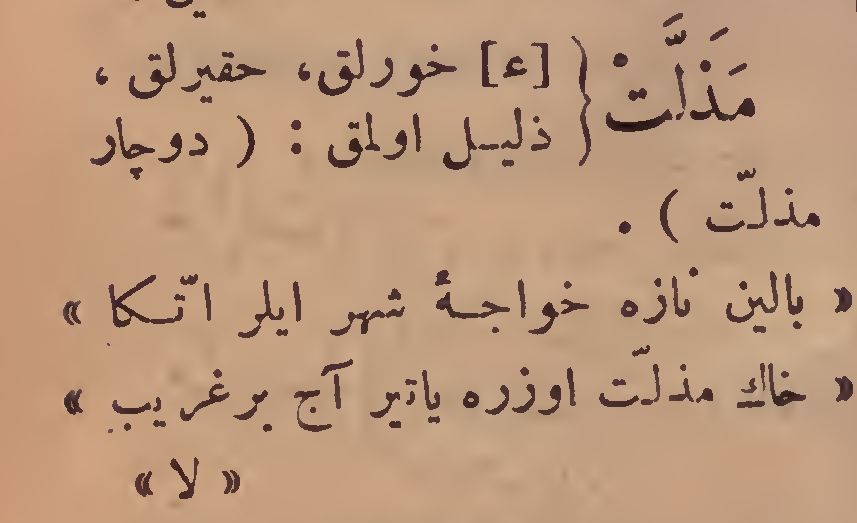 مَذَلَّتْ { [ع] خورلق، حقیرلق ،
ذلیل اولمق : ( دوچار
مذلّت ) .
« بالین نازه خواجهٔ شهر ایلر اتّکا »
« خاك مذلّت اوزره یاتیر آج برغریب »
« لا »